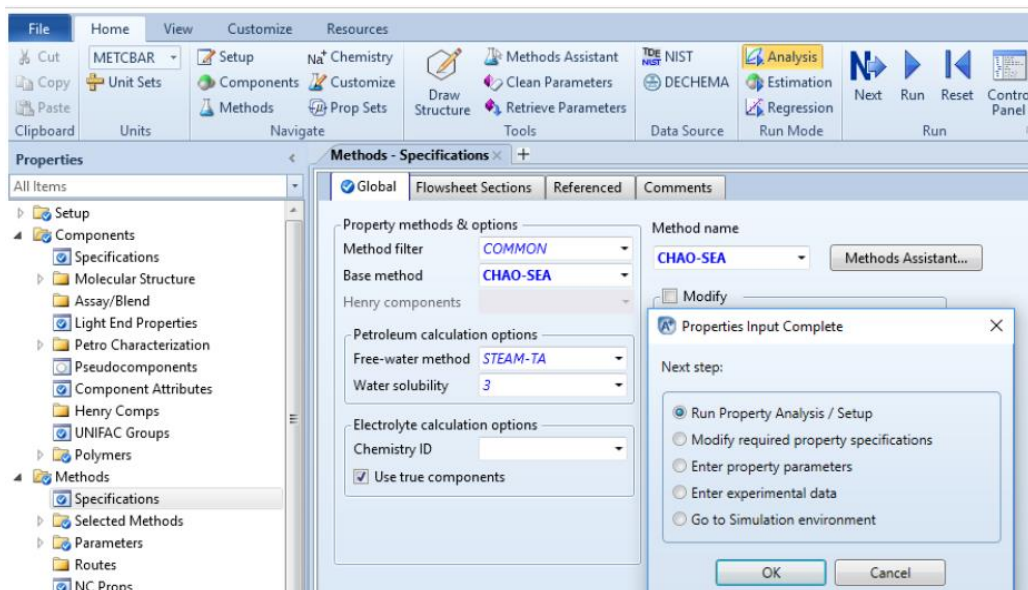 File Home View Customize Resources
Cut METCBAR Setup Na+ Chemistry Methods Assistant NIST Analysis
Copy Unit Sets Components Customize Draw Structure Clean Parameters DECHEMA Estimation Next Run Reset Panel
Paste Methods Prop Sets Retrieve Parameters Regression
Clipboard Units Navigate Tools Data Source Run Mode Run
Properties Methods - Specifications
All Items
Setup
Components
Specifications
Molecular Structure
Assay/Blend
Light End Properties
Petro Characterization
Pseudocomponents
Component Attributes
Henry Comps
UNIFAC Groups
Polymers
Methods
Specifications
Selected Methods
Parameters
Routes
NC Props
Global Flowsheet Sections Referenced Comments
Property methods & options
Method filter COMMON
Base method CHAO-SEA
Henry components
Petroleum calculation options
Free-water method STEAM-TA
Water solubility 3
Electrolyte calculation options
Chemistry ID
Use true components
Method name
CHAO-SEA Methods Assistant...
Modify
Properties Input Complete
Next step:
Run Property Analysis / Setup
Modify required property specifications
Enter property parameters
Enter experimental data
Go to Simulation environment
OK Cancel